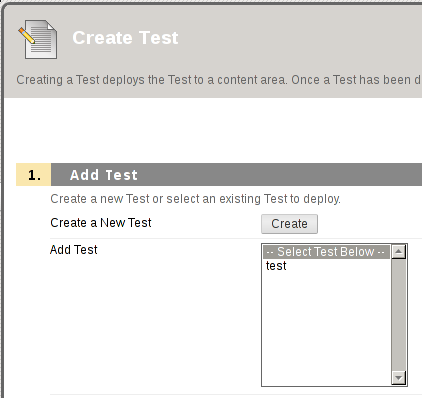 Create Test
Creating a Test deploys the Test to a content area. Once a Test has been d
1. Add Test
Create a new Test or select an existing Test to deploy.
Create a New Test Create
Add Test
-- Select Test Below --
test